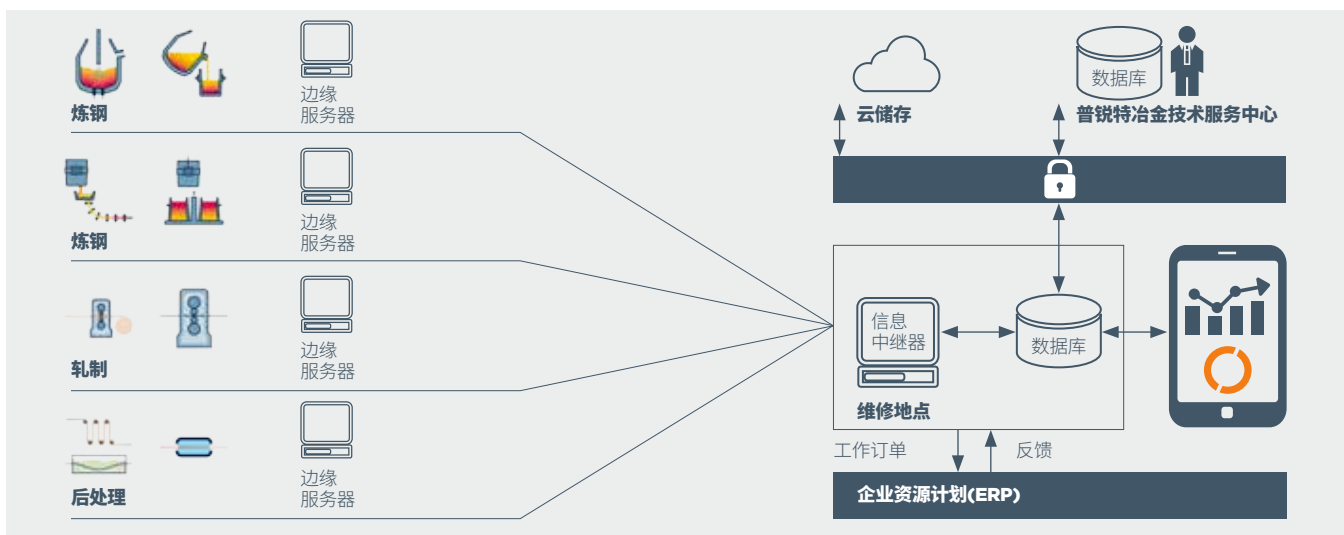 炼钢
边缘
服务器
炼钢
边缘
服务器
轧制
边缘
服务器
后处理
边缘
服务器
云储存
数据库
普锐特冶金技术服务中心
信息
中继器
数据库
维修地点
工作订单
反馈
企业资源计划(ERP)